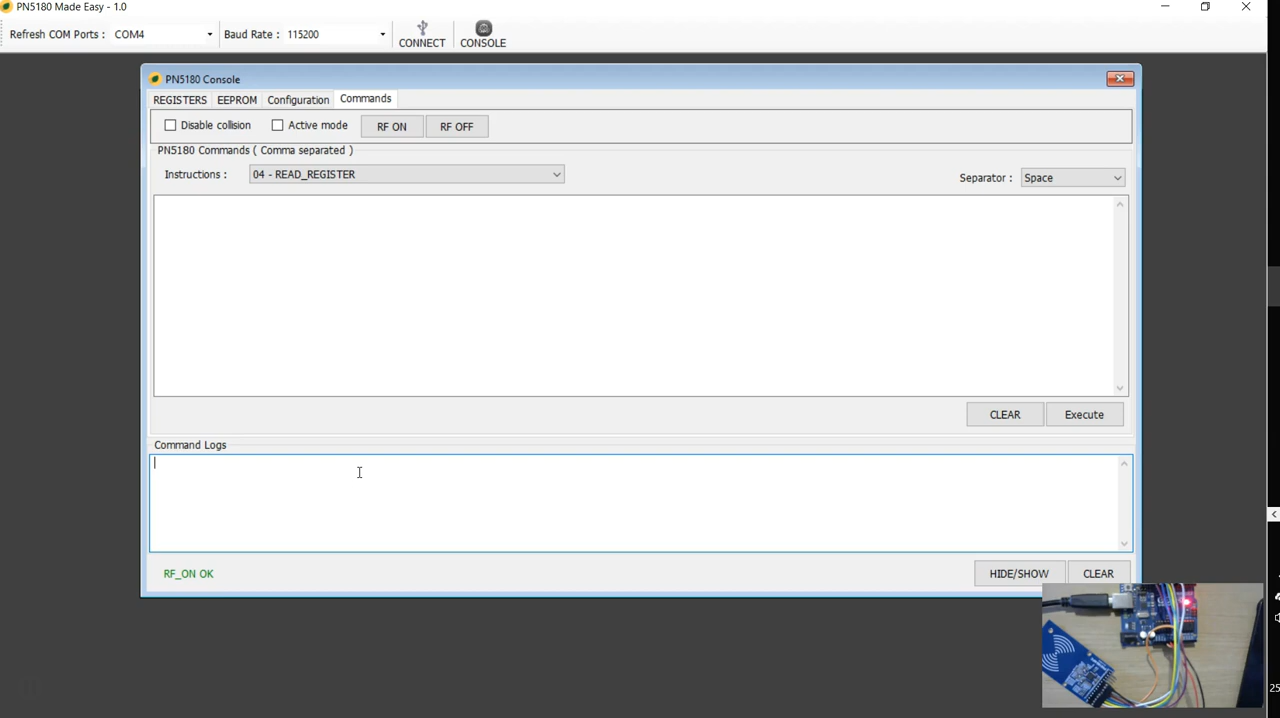 PN5180 Made Easy - 1.0
Refresh COM Ports : COM4 Baud Rate : 115200 CONNECT CONSOLE
PN5180 Console
REGISTERS EEPROM Configuration Commands
Disable collision Active mode RF ON RF OFF
PN5180 Commands ( Comma separated )
Instructions : 04 - READ_REGISTER Separator : Space
CLEAR Execute
Command Logs
RF_ON OK HIDE/SHOW CLEAR
25